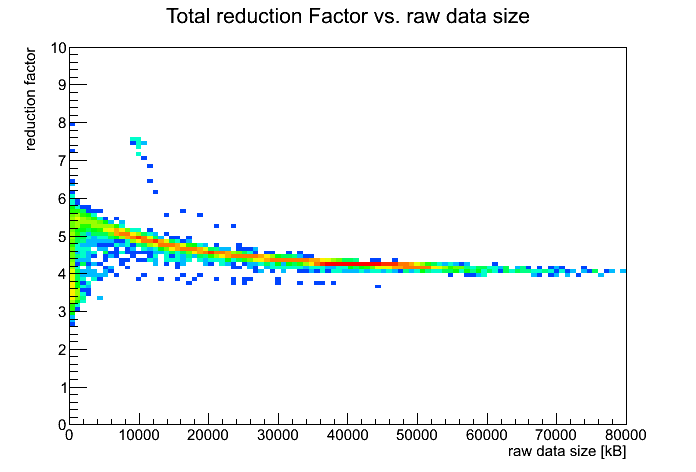 Total reduction Factor vs. raw data size
reduction factor
10
9
8
7
6
5
4
3
2
1
0
0 10000 20000 30000 40000 50000 60000 70000 80000
raw data size [kB]